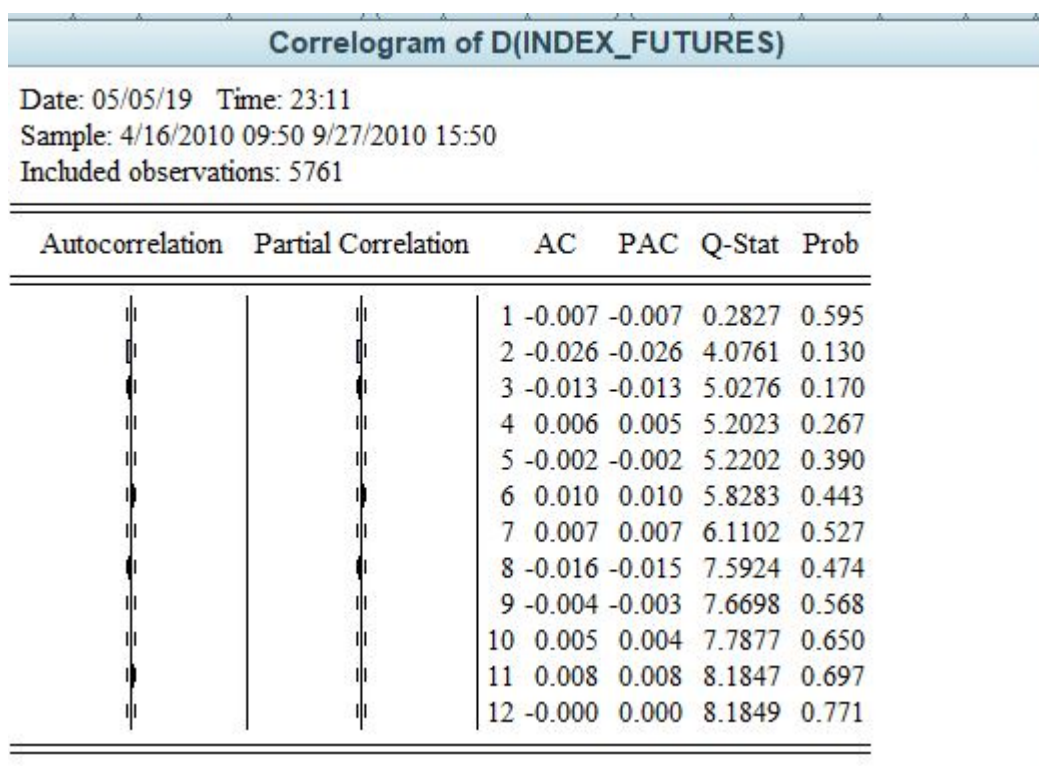 Correlogram of D(INDEX_FUTURES)
Date: 05/05/19 Time: 23:11
Sample: 4/16/2010 09:50 9/27/2010 15:50
Included observations: 5761
Autocorrelation Partial Correlation AC PAC Q-Stat Prob
1 -0.007 -0.007 0.2827 0.595
2 -0.026 -0.026 4.0761 0.130
3 -0.013 -0.013 5.0276 0.170
4 0.006 0.005 5.2023 0.267
5 -0.002 -0.002 5.2202 0.390
6 0.010 0.010 5.8283 0.443
7 0.007 0.007 6.1102 0.527
8 -0.016 -0.015 7.5924 0.474
9 -0.004 -0.003 7.6698 0.568
10 0.005 0.004 7.7877 0.650
11 0.008 0.008 8.1847 0.697
12 -0.000 0.000 8.1849 0.771